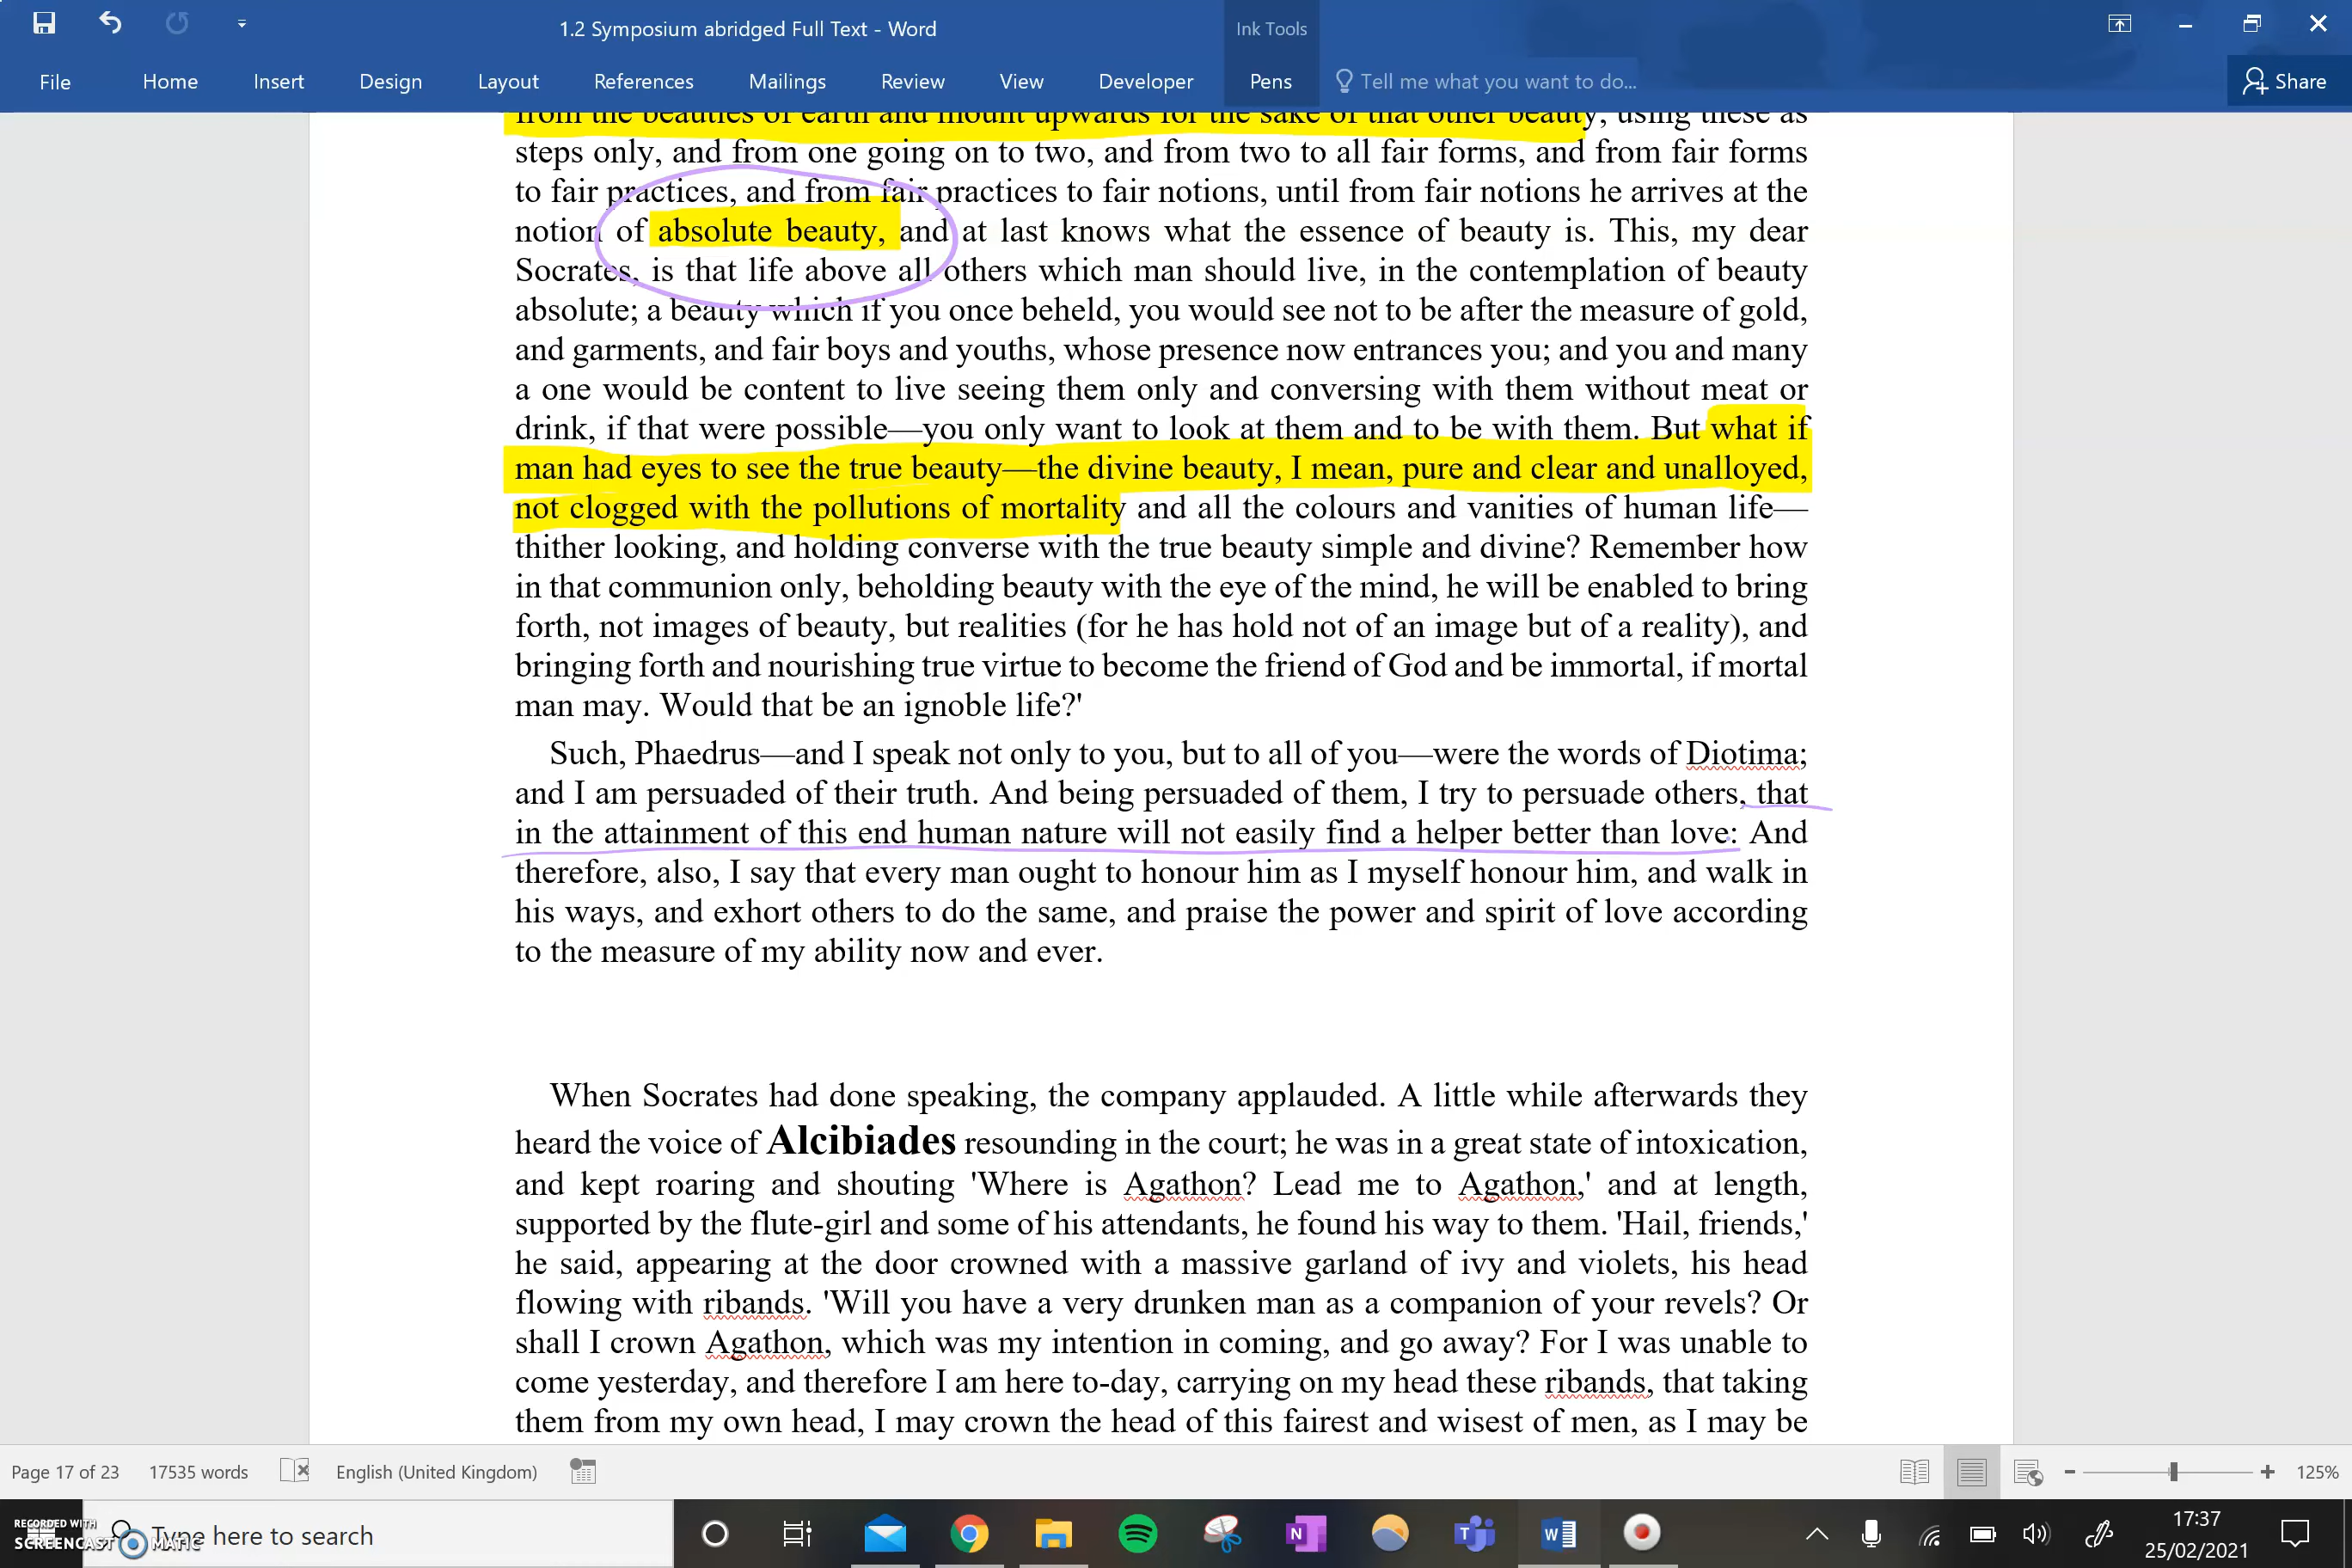 1.2 Symposium abridged Full Text - Word
Ink Tools
File Home Insert Design Layout References Mailings Review View Developer Pens Tell me what you want to do... Share
from the beauties of earth and mount upwards for the sake of that other beauty, using these as
steps only, and from one going on to two, and from two to all fair forms, and from fair forms
to fair practices, and from fair practices to fair notions, until from fair notions he arrives at the
notion of absolute beauty, and at last knows what the essence of beauty is. This, my dear
Socrates, is that life above all others which man should live, in the contemplation of beauty
absolute; a beauty which if you once beheld, you would see not to be after the measure of gold,
and garments, and fair boys and youths, whose presence now entrances you; and you and many
a one would be content to live seeing them only and conversing with them without meat or
drink, if that were possible—you only want to look at them and to be with them. But what if
man had eyes to see the true beauty—the divine beauty, I mean, pure and clear and unalloyed,
not clogged with the pollutions of mortality and all the colours and vanities of human life—
thither looking, and holding converse with the true beauty simple and divine? Remember how
in that communion only, beholding beauty with the eye of the mind, he will be enabled to bring
forth, not images of beauty, but realities (for he has hold not of an image but of a reality), and
bringing forth and nourishing true virtue to become the friend of God and be immortal, if mortal
man may. Would that be an ignoble life?'
Such, Phaedrus—and I speak not only to you, but to all of you—were the words of Diotima;
and I am persuaded of their truth. And being persuaded of them, I try to persuade others, that
in the attainment of this end human nature will not easily find a helper better than love: And
therefore, also, I say that every man ought to honour him as I myself honour him, and walk in
his ways, and exhort others to do the same, and praise the power and spirit of love according
to the measure of my ability now and ever.
When Socrates had done speaking, the company applauded. A little while afterwards they
heard the voice of Alcibiades resounding in the court; he was in a great state of intoxication,
and kept roaring and shouting 'Where is Agathon? Lead me to Agathon,' and at length,
supported by the flute-girl and some of his attendants, he found his way to them. 'Hail, friends,'
he said, appearing at the door crowned with a massive garland of ivy and violets, his head
flowing with ribands. 'Will you have a very drunken man as a companion of your revels? Or
shall I crown Agathon, which was my intention in coming, and go away? For I was unable to
come yesterday, and therefore I am here to-day, carrying on my head these ribands, that taking
them from my own head, I may crown the head of this fairest and wisest of men, as I may be
Page 17 of 23 17535 words English (United Kingdom) 125%
RECORDED WITH
SCREENCAST MATIC
Type here to search
17:37
25/02/2021